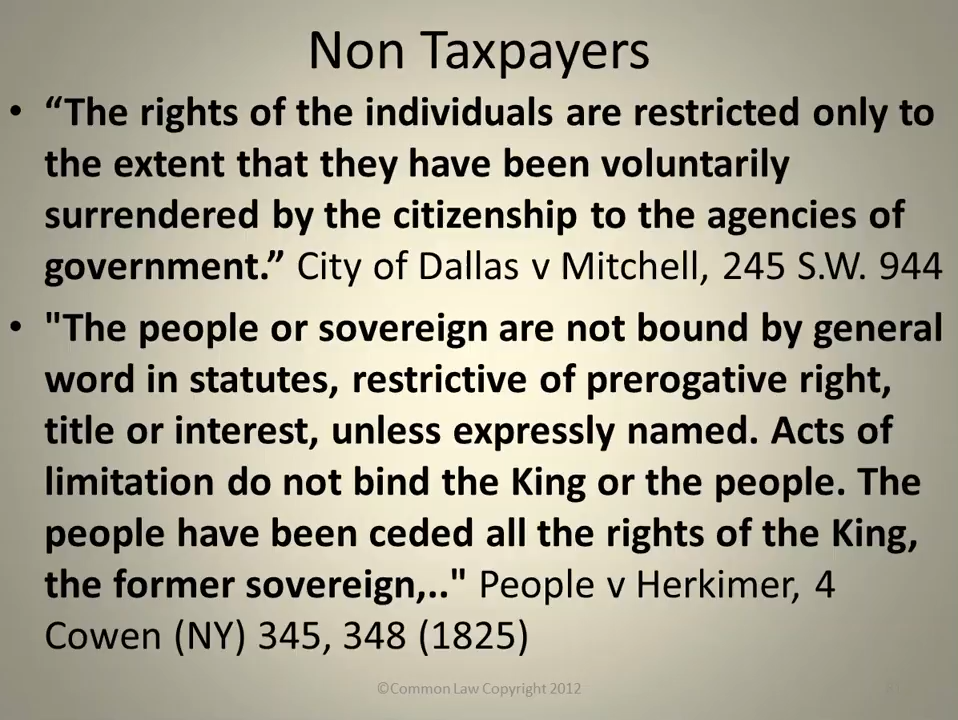 Non Taxpayers
• “The rights of the individuals are restricted only to
the extent that they have been voluntarily
surrendered by the citizenship to the agencies of
government.” City of Dallas v Mitchell, 245 S.W. 944
• "The people or sovereign are not bound by general
word in statutes, restrictive of prerogative right,
title or interest, unless expressly named. Acts of
limitation do not bind the King or the people. The
people have been ceded all the rights of the King,
the former sovereign,.." People v Herkimer, 4
Cowen (NY) 345, 348 (1825)
©Common Law Copyright 2012